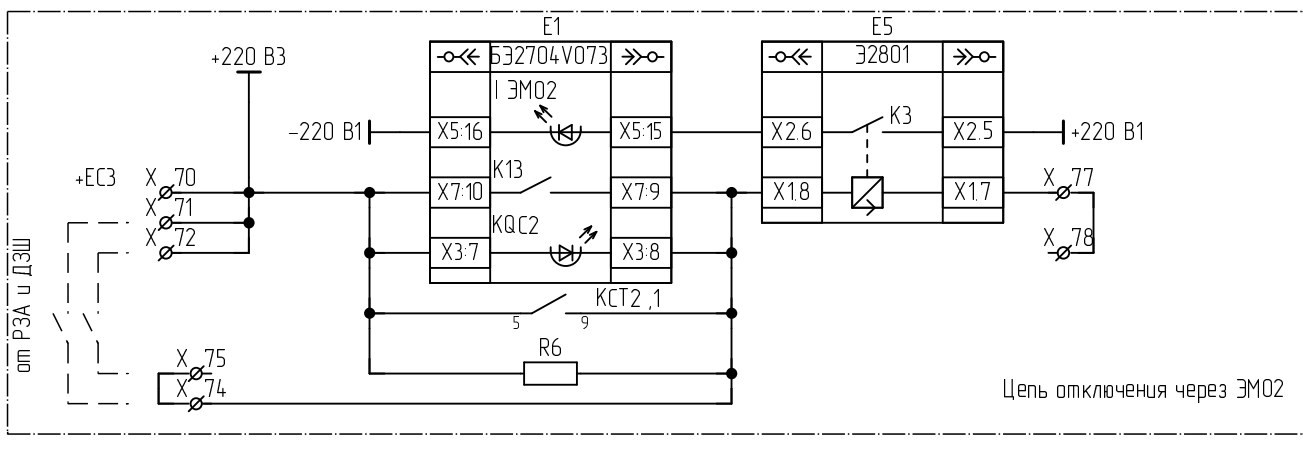 E1
E5
+220 В3
БЭ2704V073
Э2801
I ЭМО2
-220 В1
X5:16
X5:15
X2.6
К3
X2.5
+220 В1
+ЕС3
X 70
K13
X7:10
X7:9
X1.8
X1.7
X 77
X 71
X 72
KQC2
X3:7
X3:8
X 78
от РЗА и ДЗШ
КСТ2,1
5
9
R6
X 75
X 74
Цепь отключения через ЭМО2